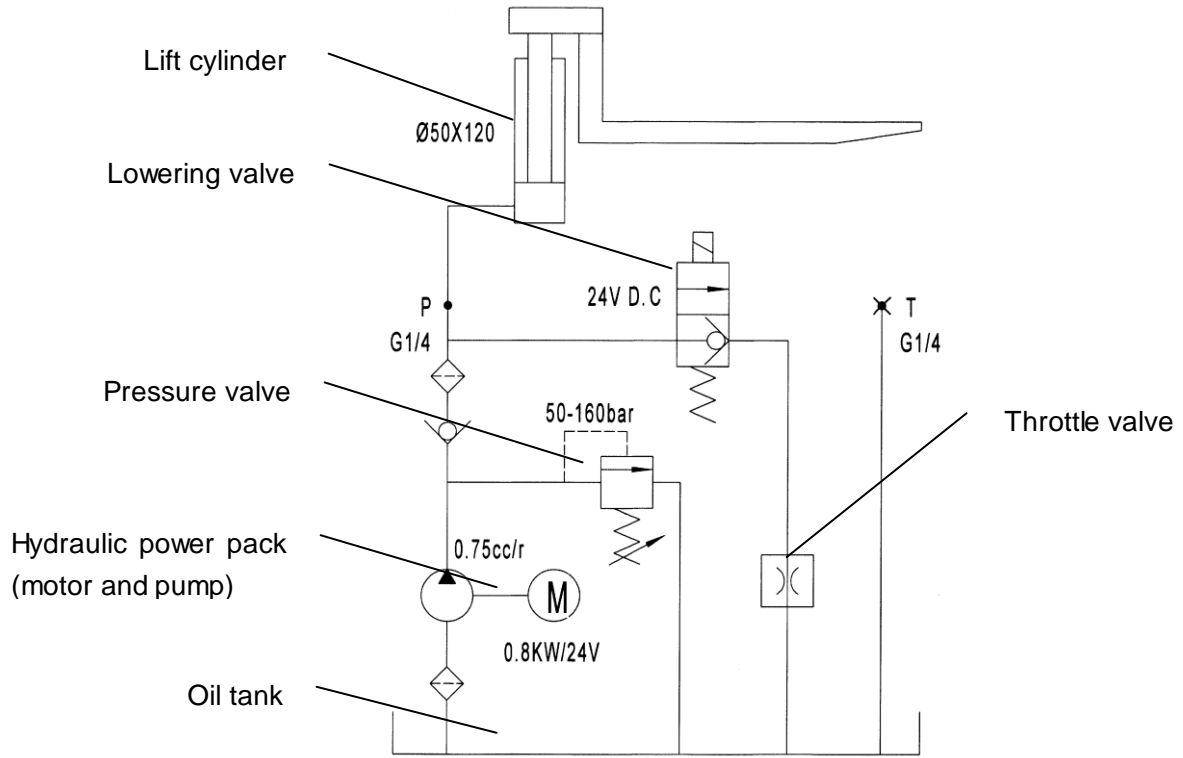 Lift cylinder
Ø50X120
Lowering valve
24V D.C
P
G1/4
T
G1/4
Pressure valve
50-160bar
Throttle valve
Hydraulic power pack
(motor and pump)
0.75cc/r
M
0.8KW/24V
Oil tank